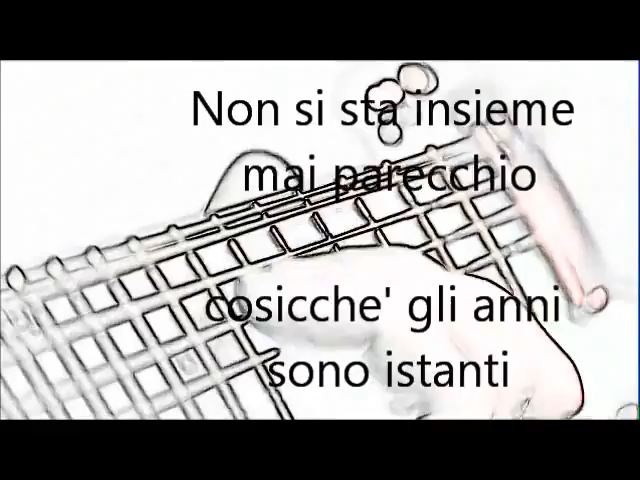 Non si sta insieme
mai parecchio
cosicche' gli anni
sono istanti